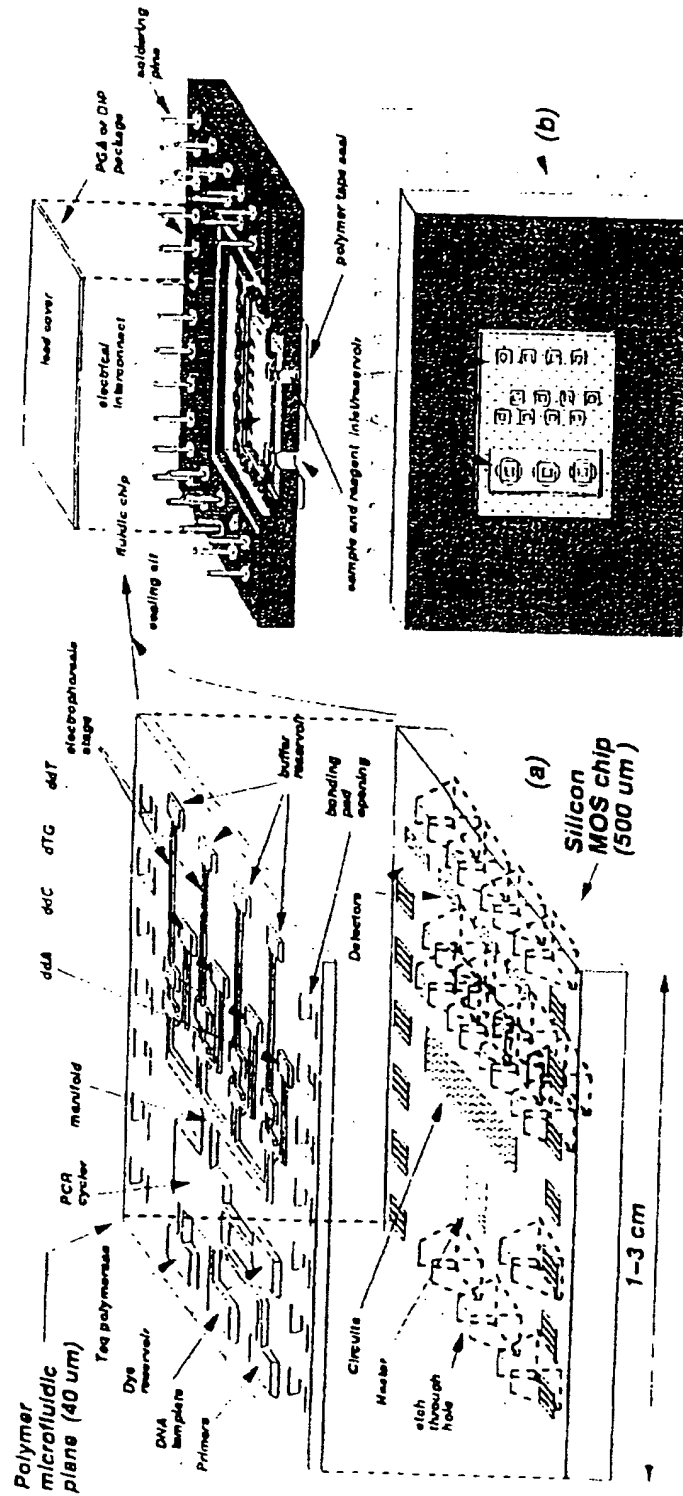 Polymer
microfluidic
plane (40 um)
Taq polymerase
Dye
reservoir
DNA
template
Primers
PCR
cycler
manifold
ddA
ddC
dTG
ddT
electrophoresis
stage
buffer
reservoir
bonding
pad
opening
Detectors
Circuits
Heater
etch
through
hole
1-3 cm
(a)
Silicon
MOS chip
(500 um)
sealing oil
fluidic chip
electrical
interconnect
lead cover
PGA or DIP
package
soldering
pins
polymer tape seal
sample and reagent inlet/reservoir
(b)